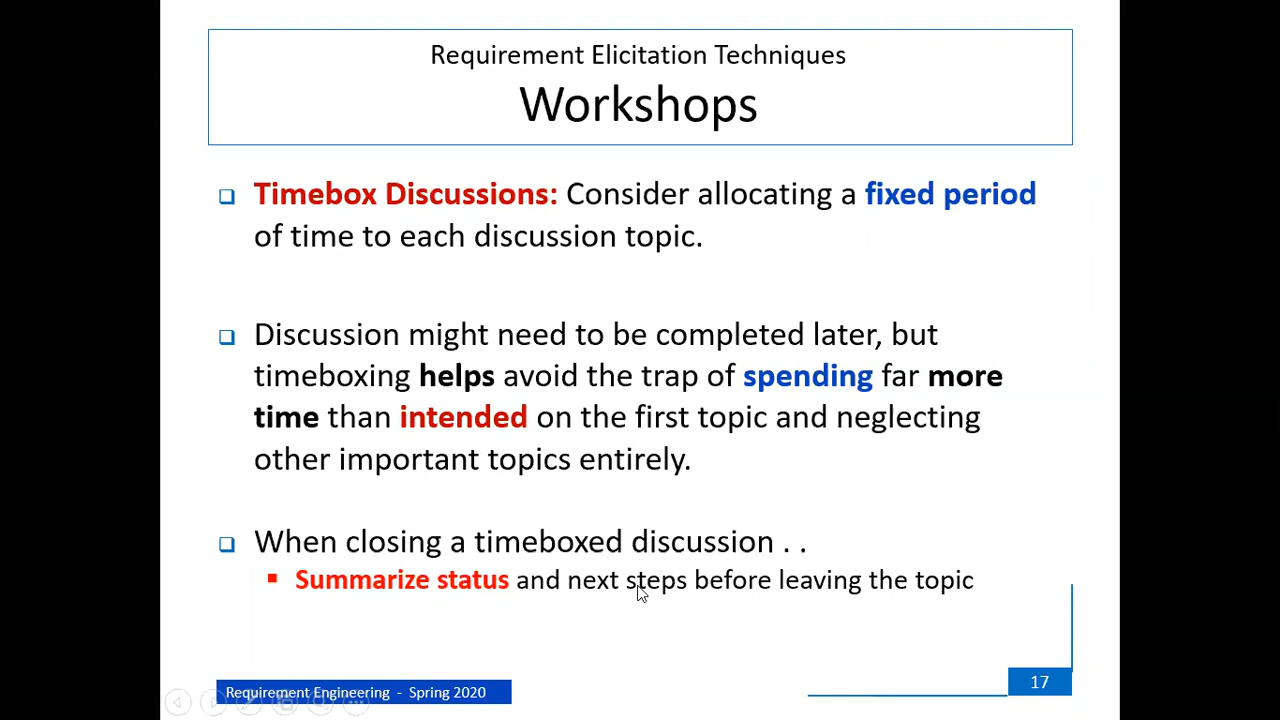 Requirement Elicitation Techniques
Workshops
Timebox Discussions: Consider allocating a fixed period
of time to each discussion topic.
Discussion might need to be completed later, but
timeboxing helps avoid the trap of spending far more
time than intended on the first topic and neglecting
other important topics entirely.
When closing a timeboxed discussion . .
Summarize status and next steps before leaving the topic
Requirement Engineering - Spring 2020
17